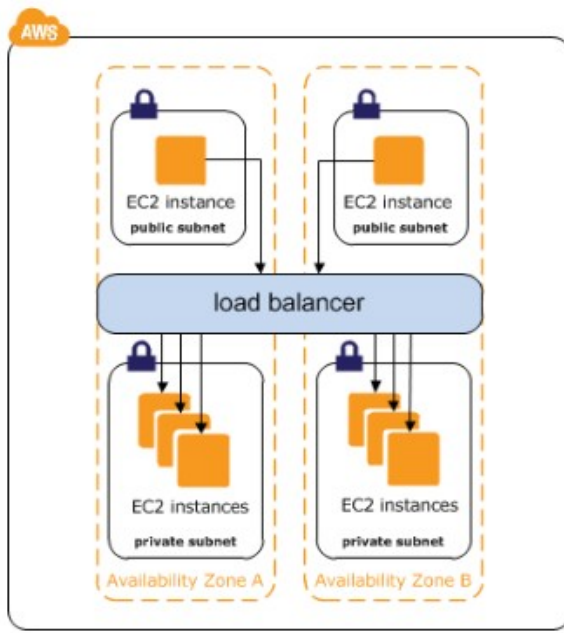 AWS
EC2 instance
public subnet
EC2 instance
public subnet
load balancer
EC2 instances
private subnet
EC2 instances
private subnet
Availability Zone A
Availability Zone B